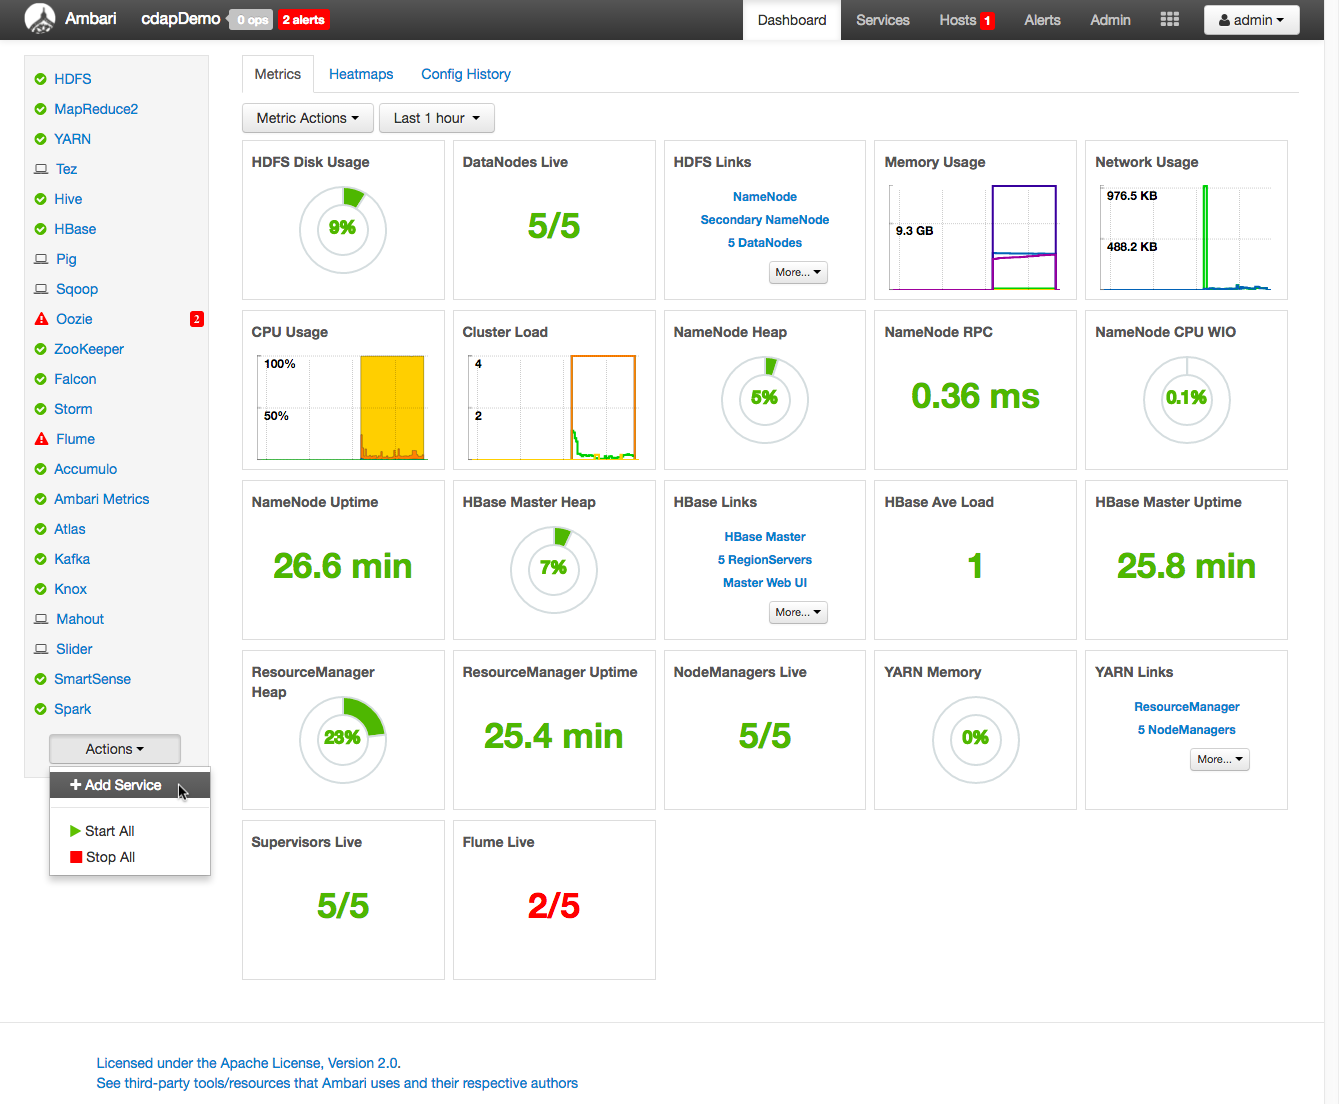 Ambari cdapDemo 0 ops 2 alerts Dashboard Services Hosts 1 Alerts Admin admin
HDFS
MapReduce2
YARN
Tez
Hive
HBase
Pig
Sqoop
Oozie 2
ZooKeeper
Falcon
Storm
Flume
Accumulo
Ambari Metrics
Atlas
Kafka
Knox
Mahout
Slider
SmartSense
Spark
Actions
Add Service
Start All
Stop All
Metrics Heatmaps Config History
Metric Actions Last 1 hour
HDFS Disk Usage
9%
DataNodes Live
5/5
HDFS Links
NameNode
Secondary NameNode
5 DataNodes
More...
Memory Usage
9.3 GB
Network Usage
976.5 KB
488.2 KB
CPU Usage
100%
50%
Cluster Load
4
2
NameNode Heap
5%
NameNode RPC
0.36 ms
NameNode CPU WIO
0.1%
NameNode Uptime
26.6 min
HBase Master Heap
7%
HBase Links
HBase Master
5 RegionServers
Master Web UI
More...
HBase Ave Load
1
HBase Master Uptime
25.8 min
ResourceManager
Heap
23%
ResourceManager Uptime
25.4 min
NodeManagers Live
5/5
YARN Memory
0%
YARN Links
ResourceManager
5 NodeManagers
More...
Supervisors Live
5/5
Flume Live
2/5
Licensed under the Apache License, Version 2.0.
See third-party tools/resources that Ambari uses and their respective authors